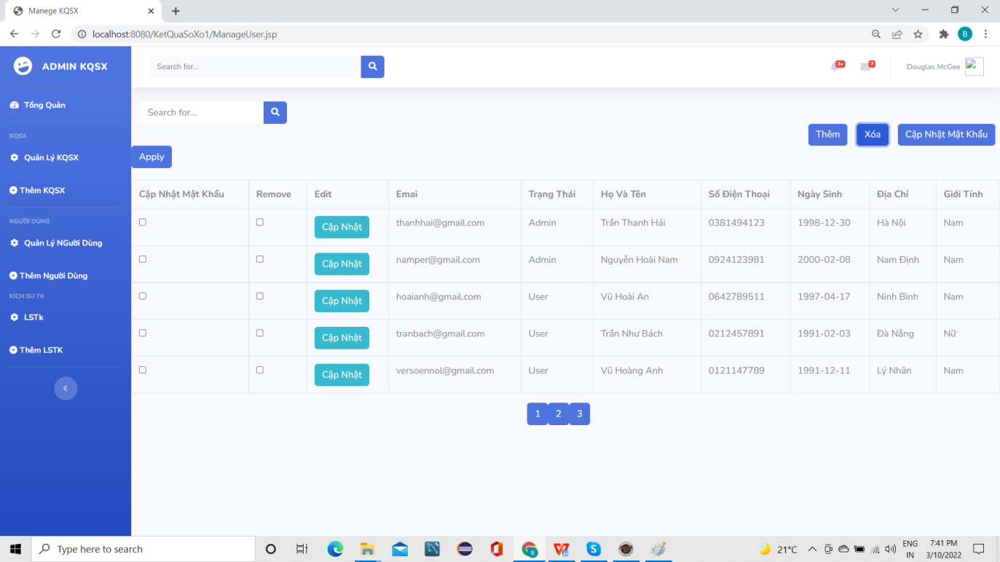 Manege KQSX
localhost:8080/KetQuaSoXo1/ManageUser.jsp
B
ADMIN KQSX
Search for...
3+
7
Douglas McGee
Tổng Quản
KQSX
Quản Lý KQSX
Thêm KQSX
NGƯỜI DÙNG
Quản Lý NGười Dùng
Thêm Người Dùng
KICH SU TK
LSTk
Thêm LSTK
Search for...
Thêm Xóa Cập Nhật Mật Khẩu
Apply
Cập Nhật Mật Khẩu Remove Edit Emai Trạng Thái Họ Và Tên Số Điện Thoại Ngày Sinh Địa Chỉ Giới Tính
Cập Nhật thanhhai@gmail.com Admin Trần Thanh Hải 0381494123 1998-12-30 Hà Nội Nam
Cập Nhật namper@gmail.com Admin Nguyễn Hoài Nam 0924123981 2000-02-08 Nam Định Nam
Cập Nhật hoaianh@gmail.com User Vũ Hoài An 0642789511 1997-04-17 Ninh Bình Nam
Cập Nhật tranbach@gmail.com User Trần Như Bách 0212457891 1991-02-03 Đà Nẵng Nữ
Cập Nhật versoennol@gmail.com User Vũ Hoàng Anh 0121147789 1991-12-11 Lý Nhân Nam
1 2 3
Type here to search
21°C
ENG
IN
7:41 PM
3/10/2022